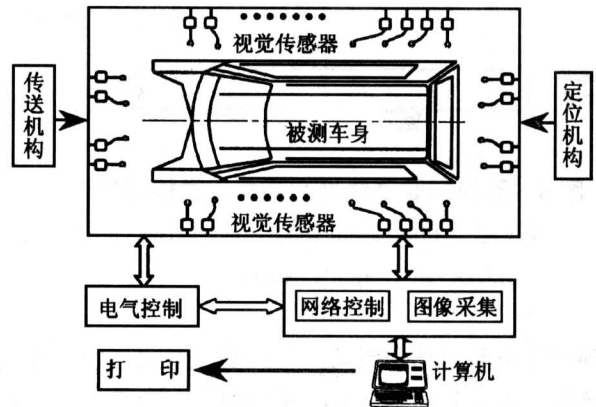 视觉传感器
传送机构
定位机构
被测车身
视觉传感器
电气控制
网络控制
图像采集
打 印
计算机